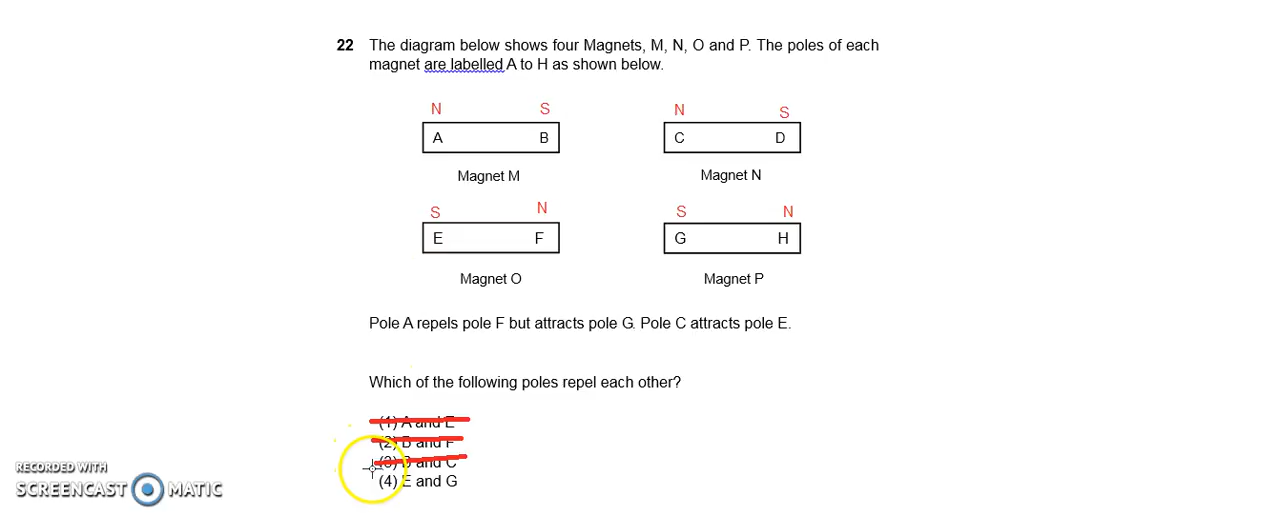 22 The diagram below shows four Magnets, M, N, O and P. The poles of each
magnet are labelled A to H as shown below.
N S N S
A B C D
Magnet M Magnet N
S N S N
E F G H
Magnet O Magnet P
Pole A repels pole F but attracts pole G. Pole C attracts pole E.
Which of the following poles repel each other?
(1) A and E
(2) B and F
(3) and C
(4) E and G
RECORDED WITH
SCREENCAST MATIC